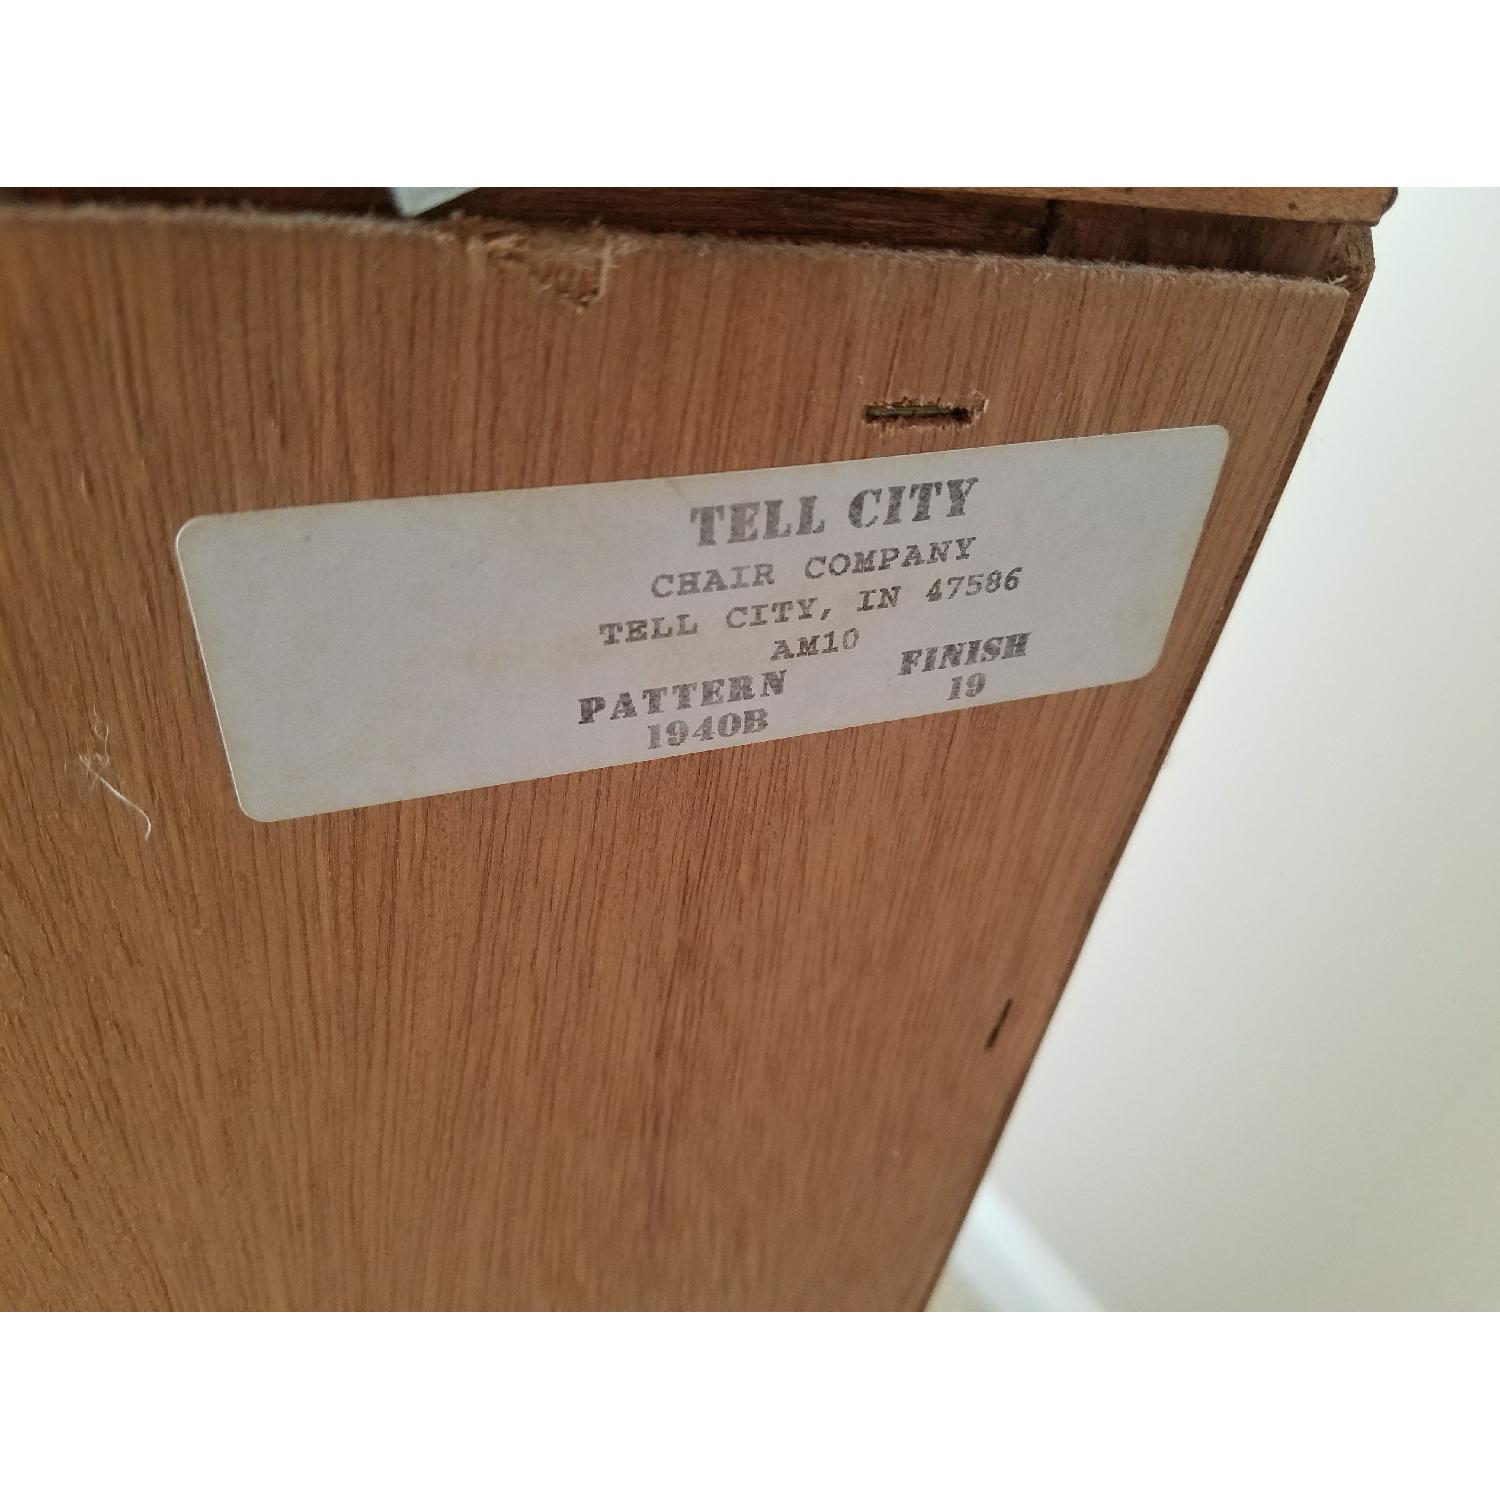 TELL CITY
CHAIR COMPANY
TELL CITY, IN 47586
AM10
PATTERN FINISH
1940B 19